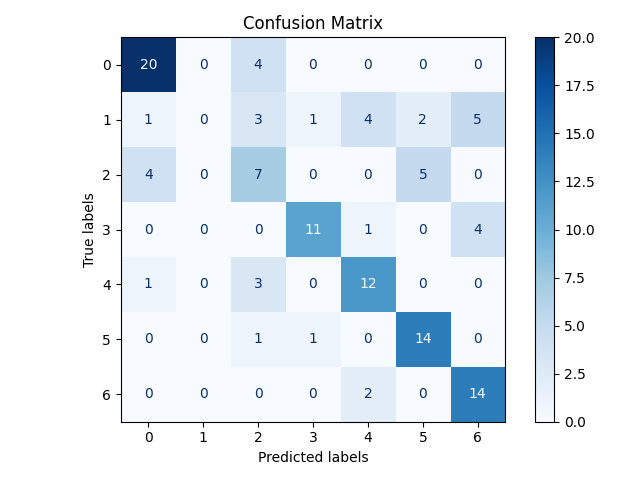 Confusion Matrix
True labels
0 20 0 4 0 0 0 0
1 1 0 3 1 4 2 5
2 4 0 7 0 0 5 0
3 0 0 0 11 1 0 4
4 1 0 3 0 12 0 0
5 0 0 1 1 0 14 0
6 0 0 0 0 2 0 14
0 1 2 3 4 5 6
Predicted labels
20.0
17.5
15.0
12.5
10.0
7.5
5.0
2.5
0.0